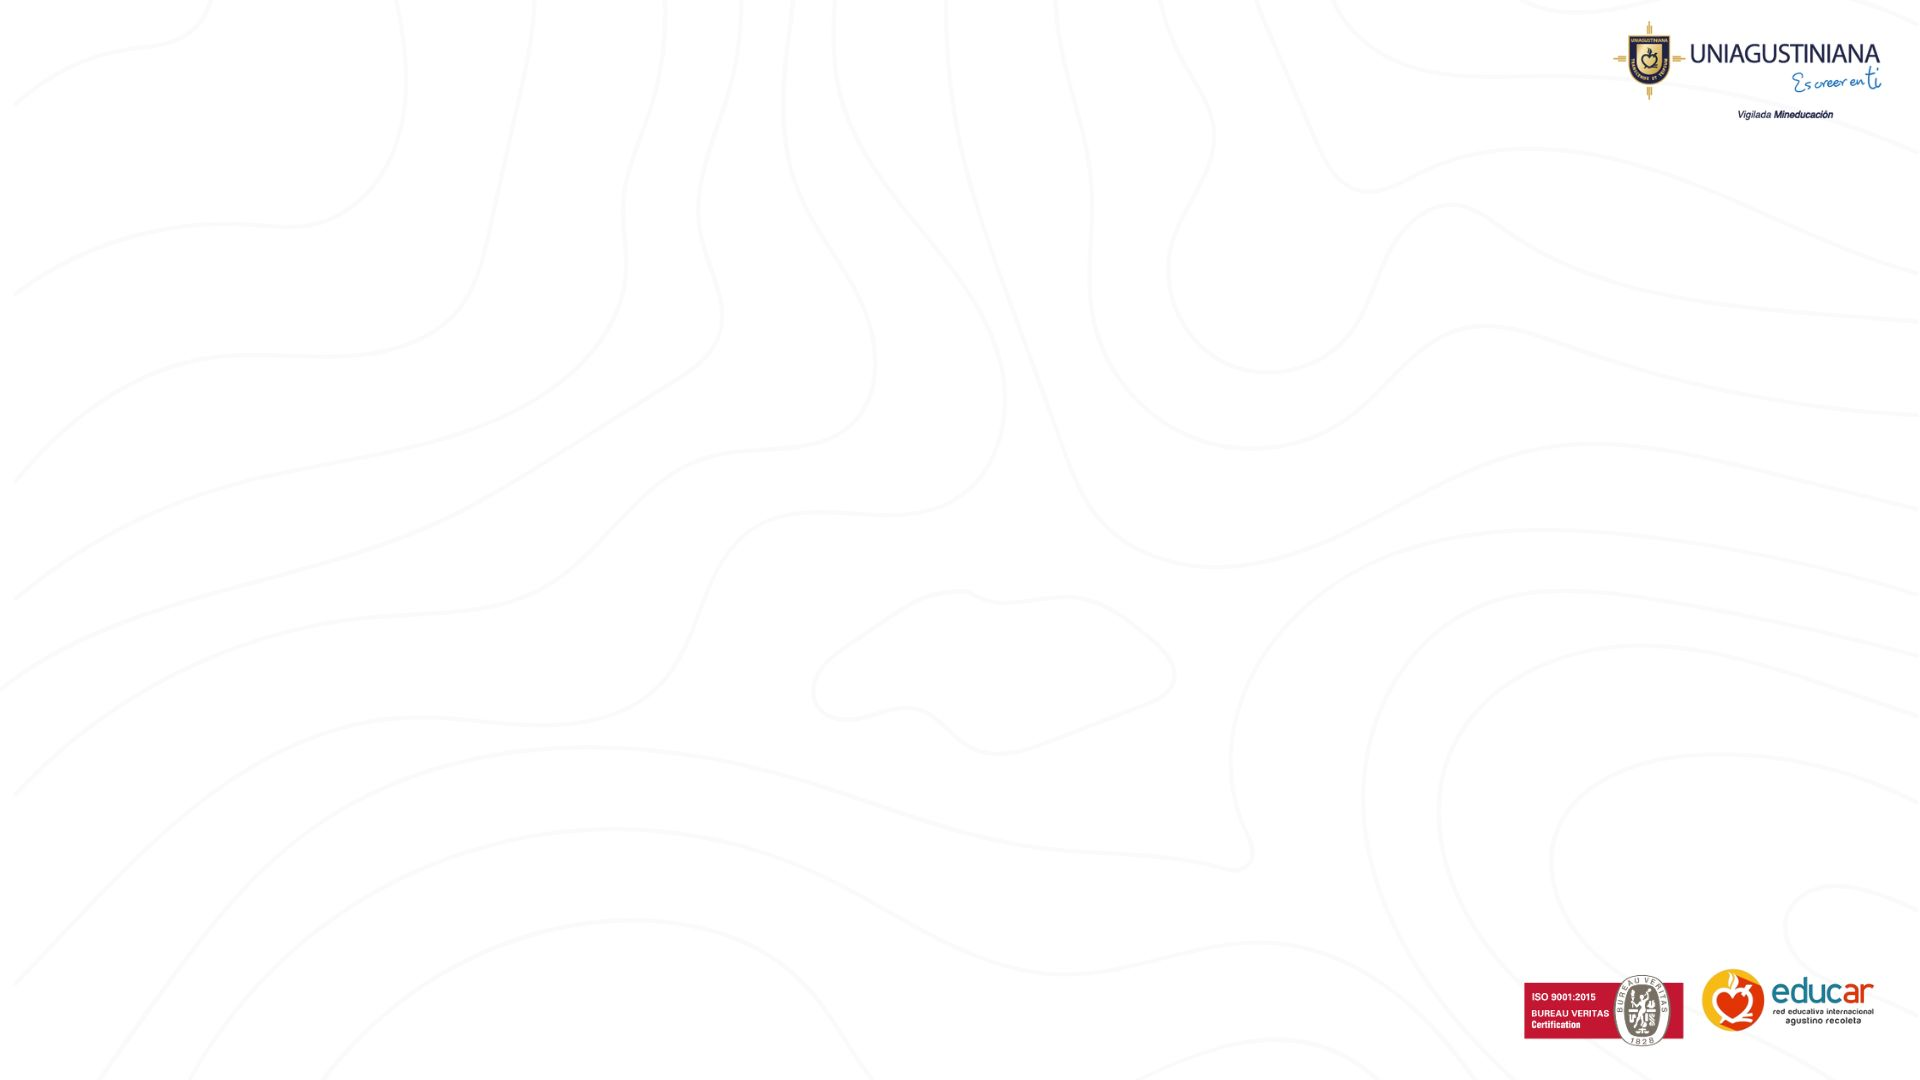 UNIAGUSTINIANA
UNIAGUSTINIANA
Es creer en ti
Vigilada Mineducación
ISO 9001:2015
BUREAU VERITAS
Certification
BUREAU VERITAS
1828
educar
red educativa internacional
agustino recoleta